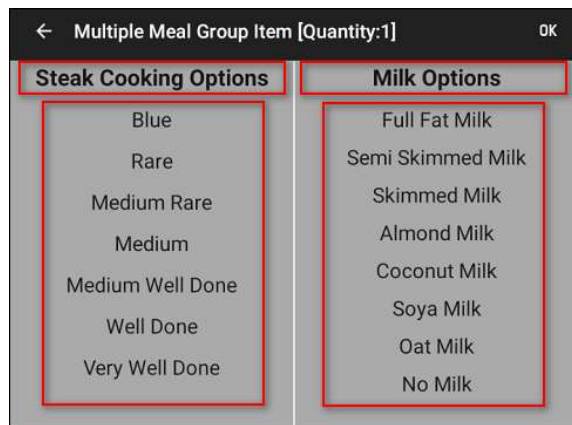 ← Multiple Meal Group Item [Quantity:1] OK
Steak Cooking Options
Blue
Rare
Medium Rare
Medium
Medium Well Done
Well Done
Very Well Done
Milk Options
Full Fat Milk
Semi Skimmed Milk
Skimmed Milk
Almond Milk
Coconut Milk
Soya Milk
Oat Milk
No Milk